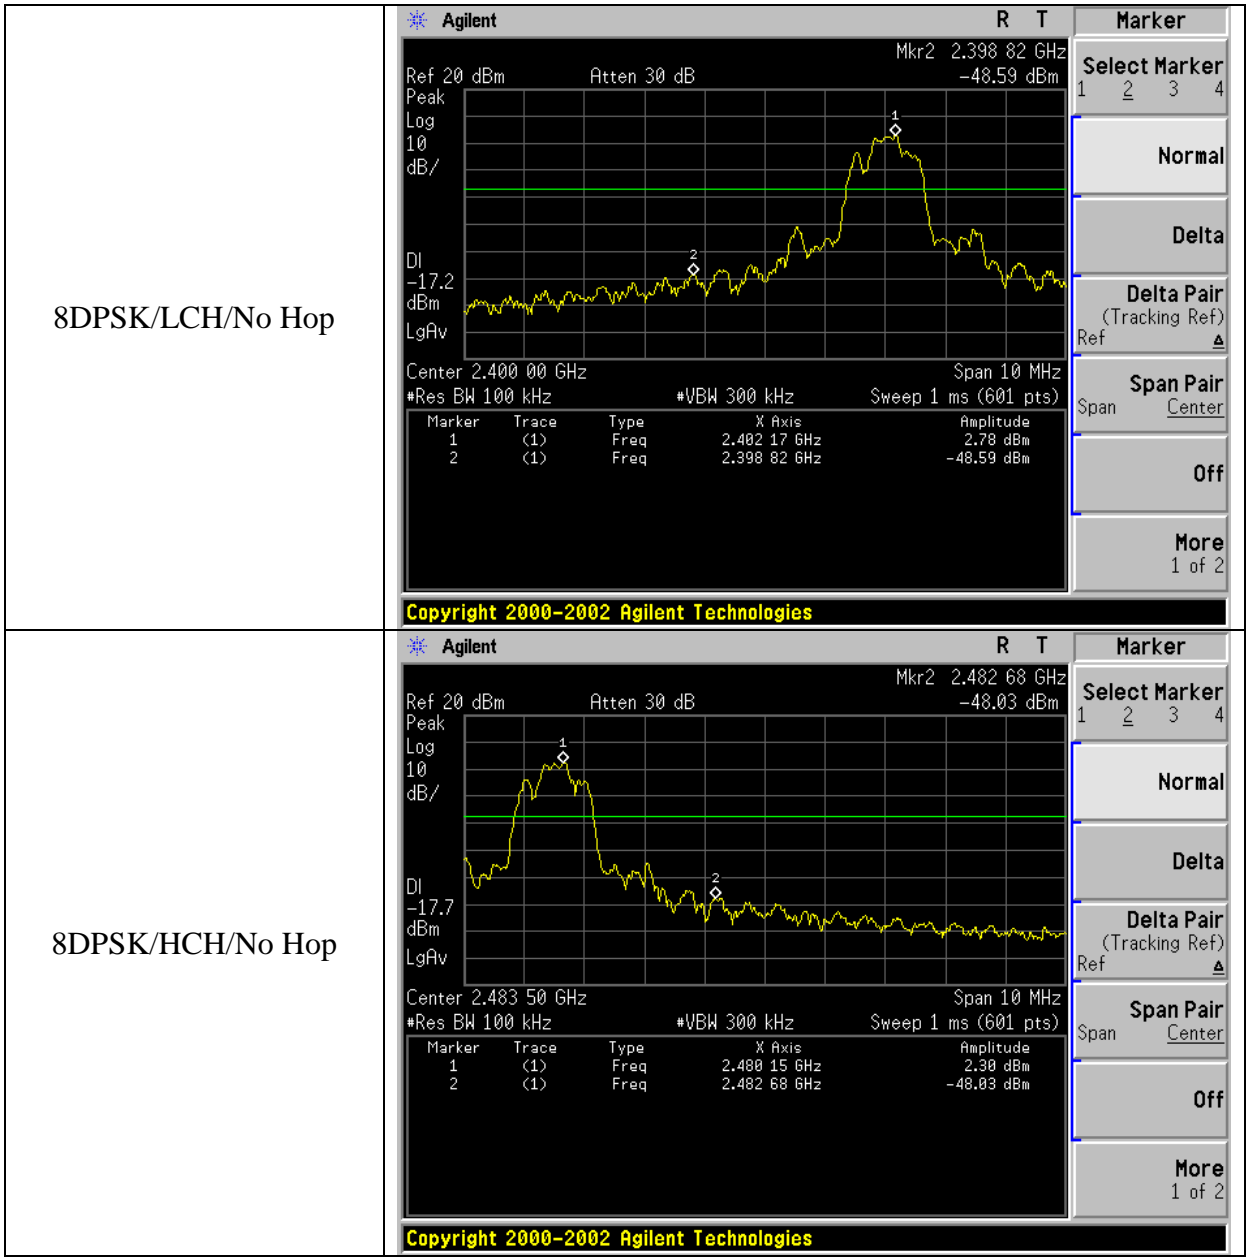 8DPSK/LCH/No Hop
Agilent R T
Mkr2 2.398 82 GHz
Ref 20 dBm Atten 30 dB -48.59 dBm
Peak
Log
10
dB/
1
2
DI
-17.2
dBm
LgAv
Center 2.400 00 GHz Span 10 MHz
#Res BW 100 kHz #VBW 300 kHz Sweep 1 ms (601 pts)
Marker Trace Type X Axis Amplitude
1 (1) Freq 2.402 17 GHz 2.78 dBm
2 (1) Freq 2.398 82 GHz -48.59 dBm
Marker
Select Marker
1 2 3 4
Normal
Delta
Delta Pair
(Tracking Ref)
Ref Δ
Span Pair
Span Center
Off
More
1 of 2
Copyright 2000-2002 Agilent Technologies
8DPSK/HCH/No Hop
Agilent R T
Mkr2 2.482 68 GHz
Ref 20 dBm Atten 30 dB -48.03 dBm
Peak
Log
10
dB/
1
2
DI
-17.7
dBm
LgAv
Center 2.483 50 GHz Span 10 MHz
#Res BW 100 kHz #VBW 300 kHz Sweep 1 ms (601 pts)
Marker Trace Type X Axis Amplitude
1 (1) Freq 2.480 15 GHz 2.30 dBm
2 (1) Freq 2.482 68 GHz -48.03 dBm
Marker
Select Marker
1 2 3 4
Normal
Delta
Delta Pair
(Tracking Ref)
Ref Δ
Span Pair
Span Center
Off
More
1 of 2
Copyright 2000-2002 Agilent Technologies